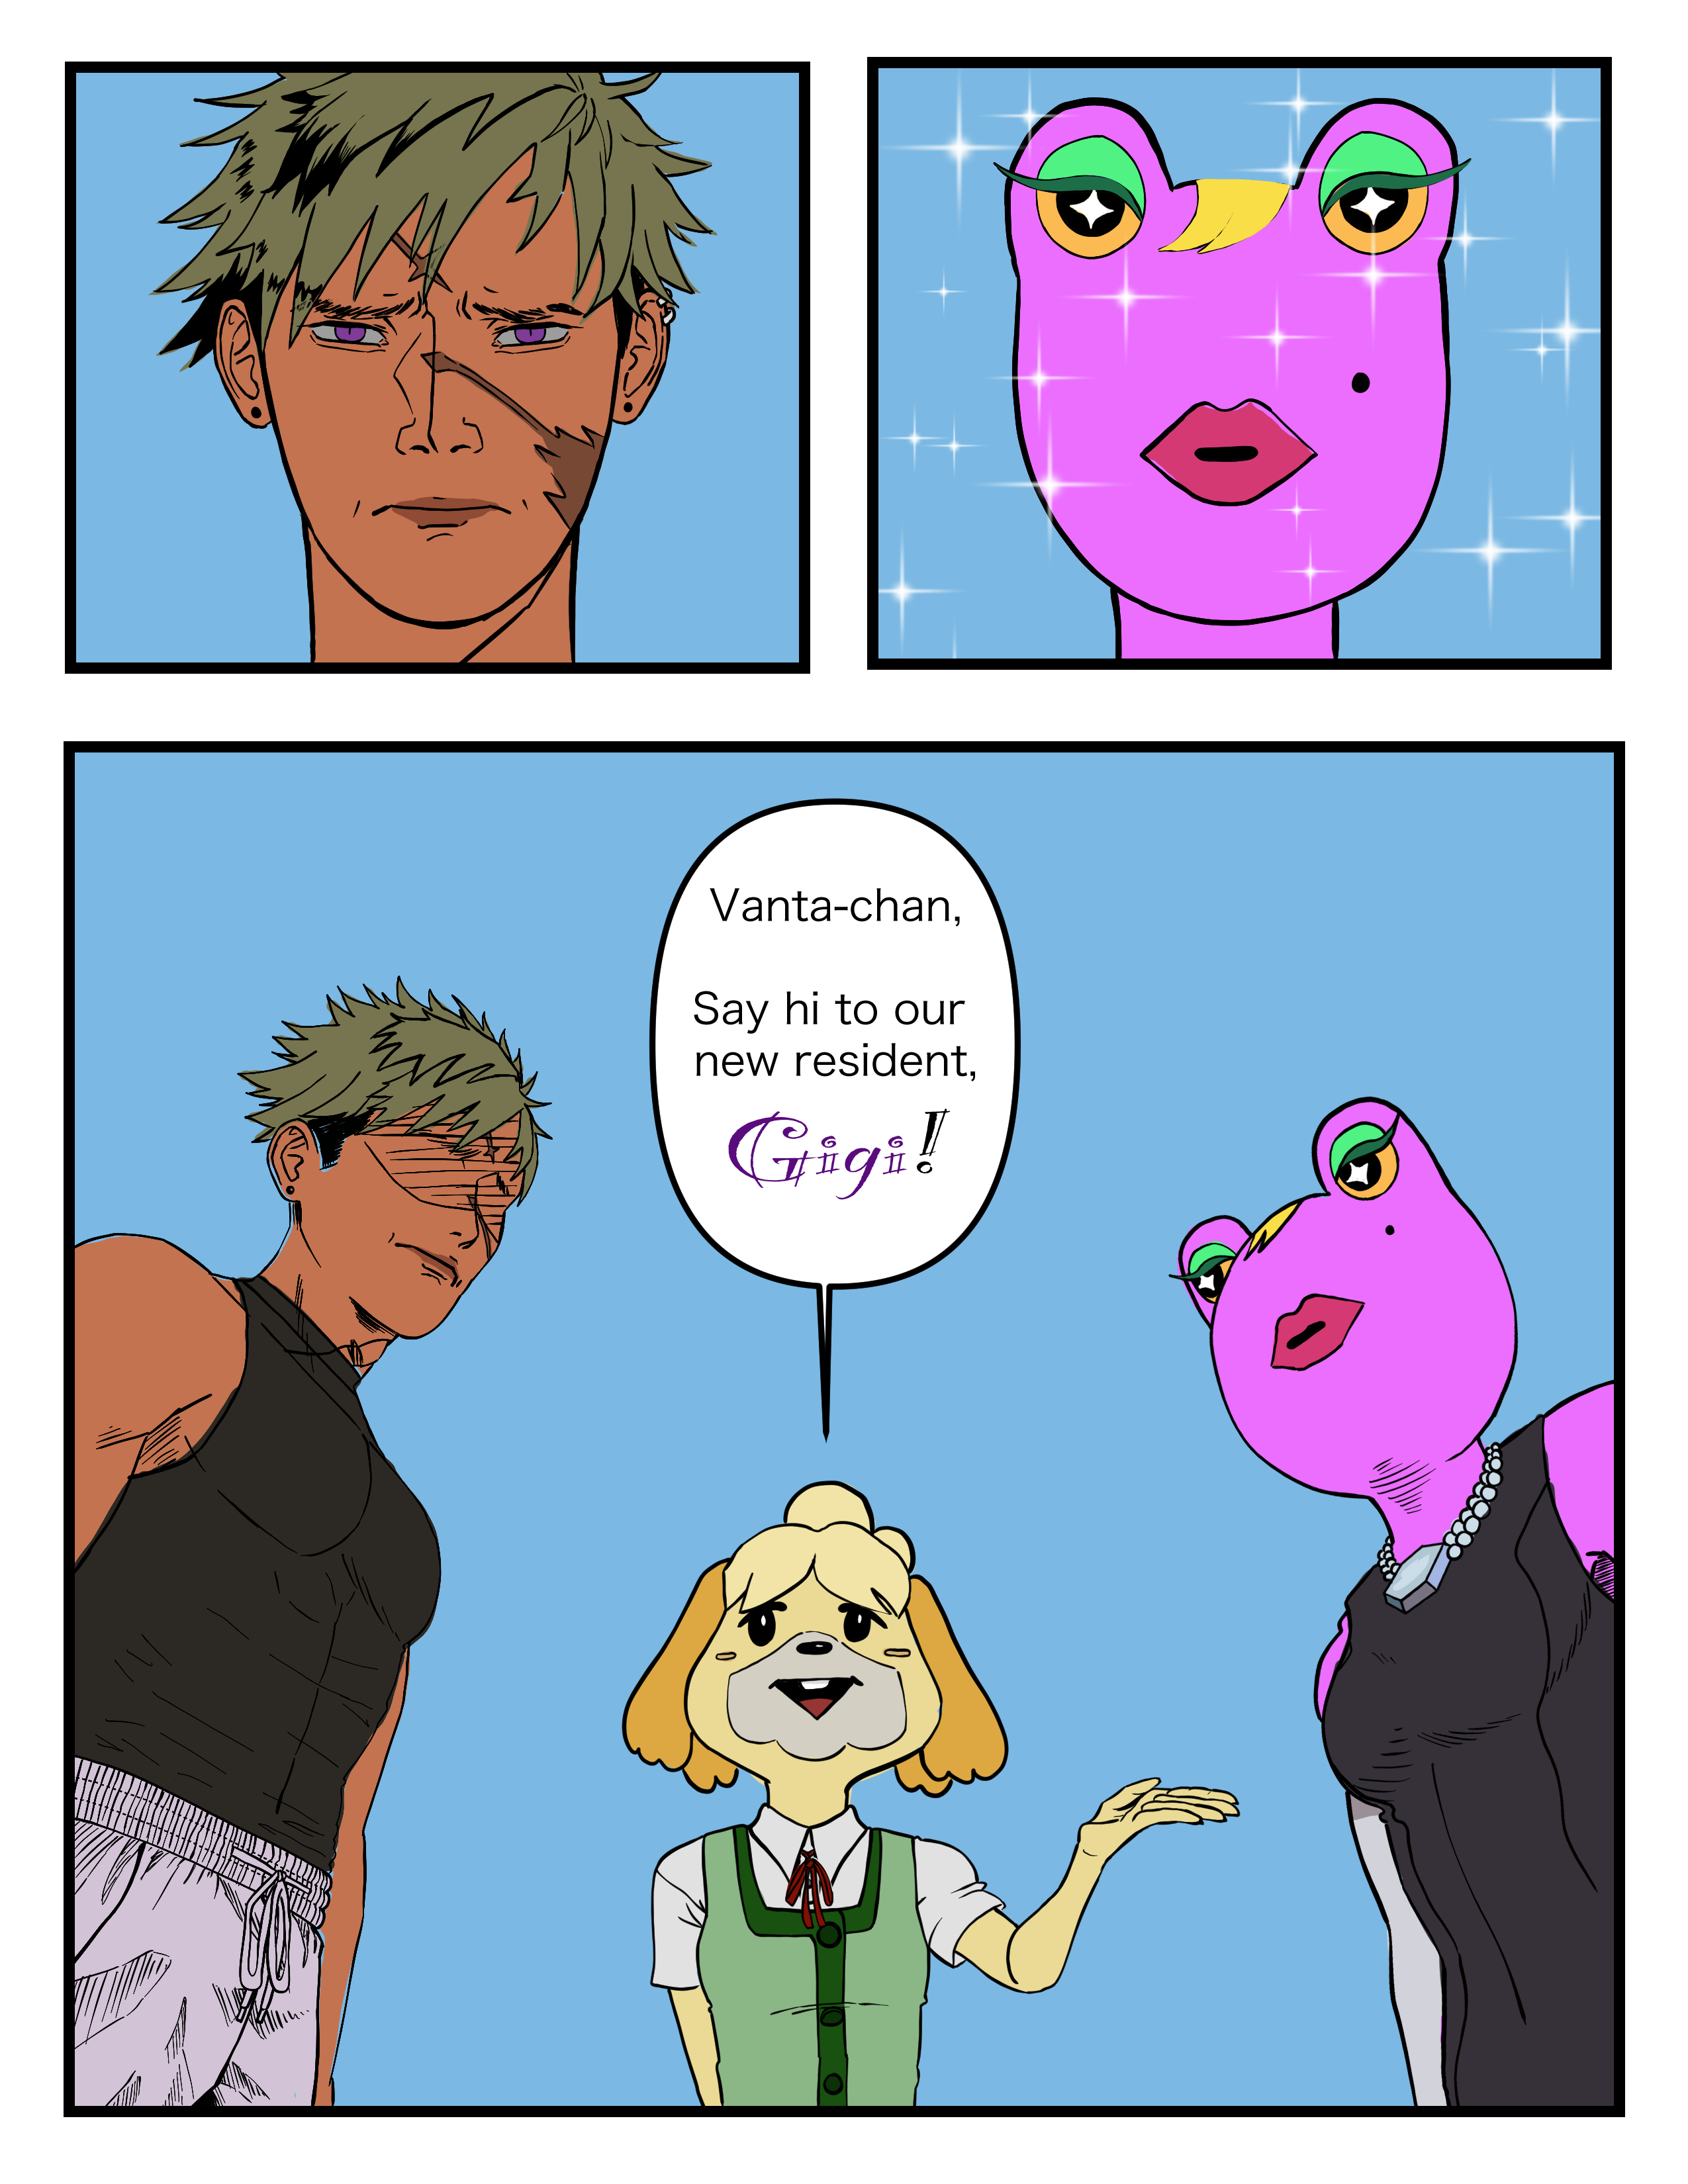 Vanta-chan,
Say hi to our
new resident,
Gigi!